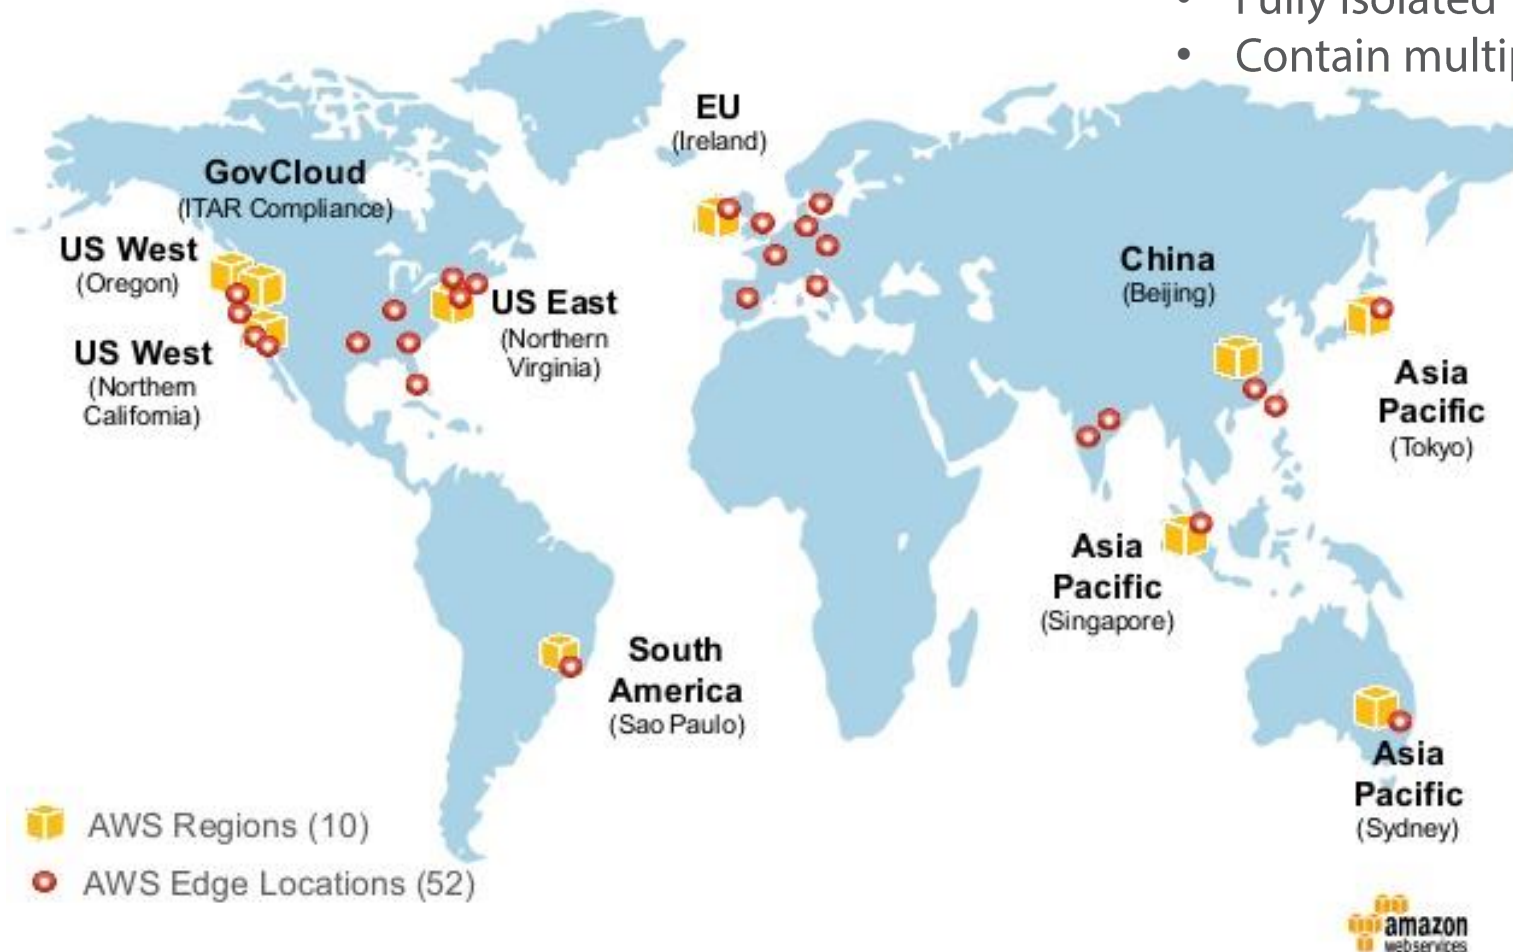 • Fully isolated
• Contain
EU
(Ireland)
GovCloud
(ITAR Compliance)
US West
(Oregon)
US East
(Northern
Virginia)
US West
(Northern
California)
China
(Beijing)
Asia
Pacific
(Tokyo)
Asia
Pacific
(Singapore)
South
America
(Sao Paulo)
Asia
Pacific
(Sydney)
AWS Regions (10)
AWS Edge Locations (52)
amazon
webservices